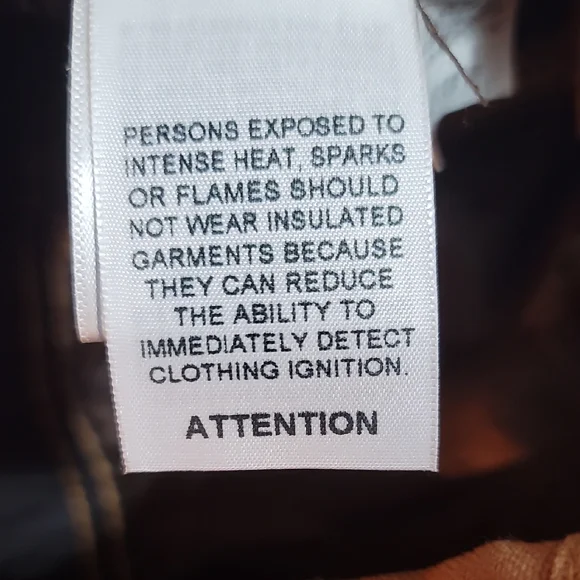 PERSONS EXPOSED TO
INTENSE HEAT, SPARKS
OR FLAMES SHOULD
NOT WEAR INSULATED
GARMENTS BECAUSE
THEY CAN REDUCE
THE ABILITY TO
IMMEDIATELY DETECT
CLOTHING IGNITION.
ATTENTION